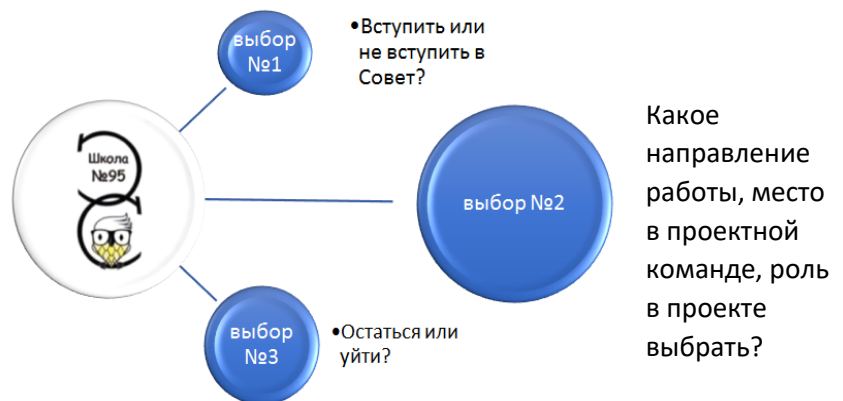 выбор
№1
•Вступить или
не вступить в
Совет?
Школа
№95
выбор №2
Какое
направление
работы, место
в проектной
команде, роль
в проекте
выбрать?
выбор
№3
•Остаться или
уйти?